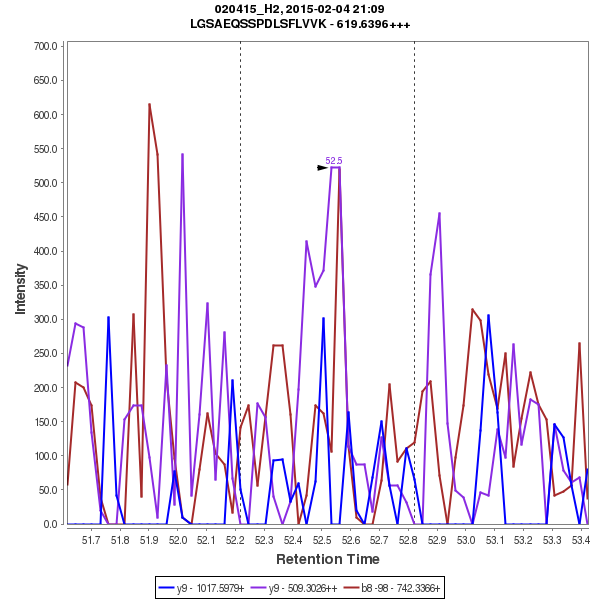 020415_H2, 2015-02-04 21:09
LGSAEQSSPDLSFLVVK - 619.6396+++
700.0
650.0
600.0
550.0
500.0
450.0
400.0
350.0
300.0
250.0
200.0
150.0
100.0
50.0
0.0
Intensity
52.5
51.7 51.8 51.9 52.0 52.1 52.2 52.3 52.4 52.5 52.6 52.7 52.8 52.9 53.0 53.1 53.2 53.3 53.4
Retention Time
y9 - 1017.5979+ y9 - 509.3026++ b8 -98 - 742.3366+